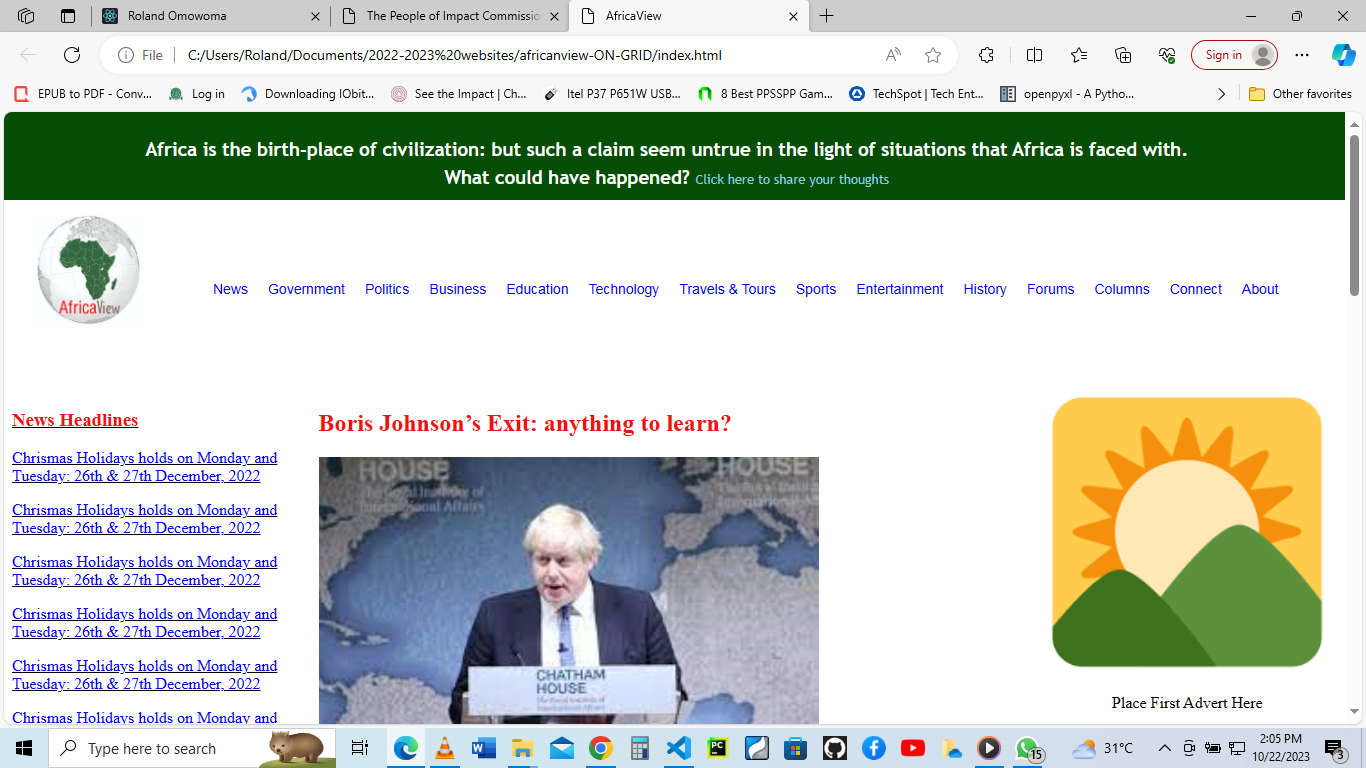 Roland Omowoma
The People of Impact Commissio
AfricaView
File
C:/Users/Roland/Documents/2022-2023%20websites/africanview-ON-GRID/index.html
Sign in
EPUB to PDF - Conv...
Log in
Downloading IObit...
See the Impact | Ch...
Itel P37 P651W USB...
8 Best PPSSPP Gam...
TechSpot | Tech Ent...
openpyxl - A Pytho...
Other favorites
Africa is the birth-place of civilization: but such a claim seem untrue in the light of situations that Africa is faced with.
What could have happened? Click here to share your thoughts
AfricaView
News Government Politics Business Education Technology Travels & Tours Sports Entertainment History Forums Columns Connect About
News Headlines
Chrismas Holidays holds on Monday and
Tuesday: 26th & 27th December, 2022
Chrismas Holidays holds on Monday and
Tuesday: 26th & 27th December, 2022
Chrismas Holidays holds on Monday and
Tuesday: 26th & 27th December, 2022
Chrismas Holidays holds on Monday and
Tuesday: 26th & 27th December, 2022
Chrismas Holidays holds on Monday and
Tuesday: 26th & 27th December, 2022
Chrismas Holidays holds on Monday and
Boris Johnson’s Exit: anything to learn?
HOUSE
The Royal Institute of
International Affairs
HOUSE
CHATHAM
HOUSE
Place First Advert Here
Type here to search
PC
15
31°C
2:05 PM
10/22/2023
3